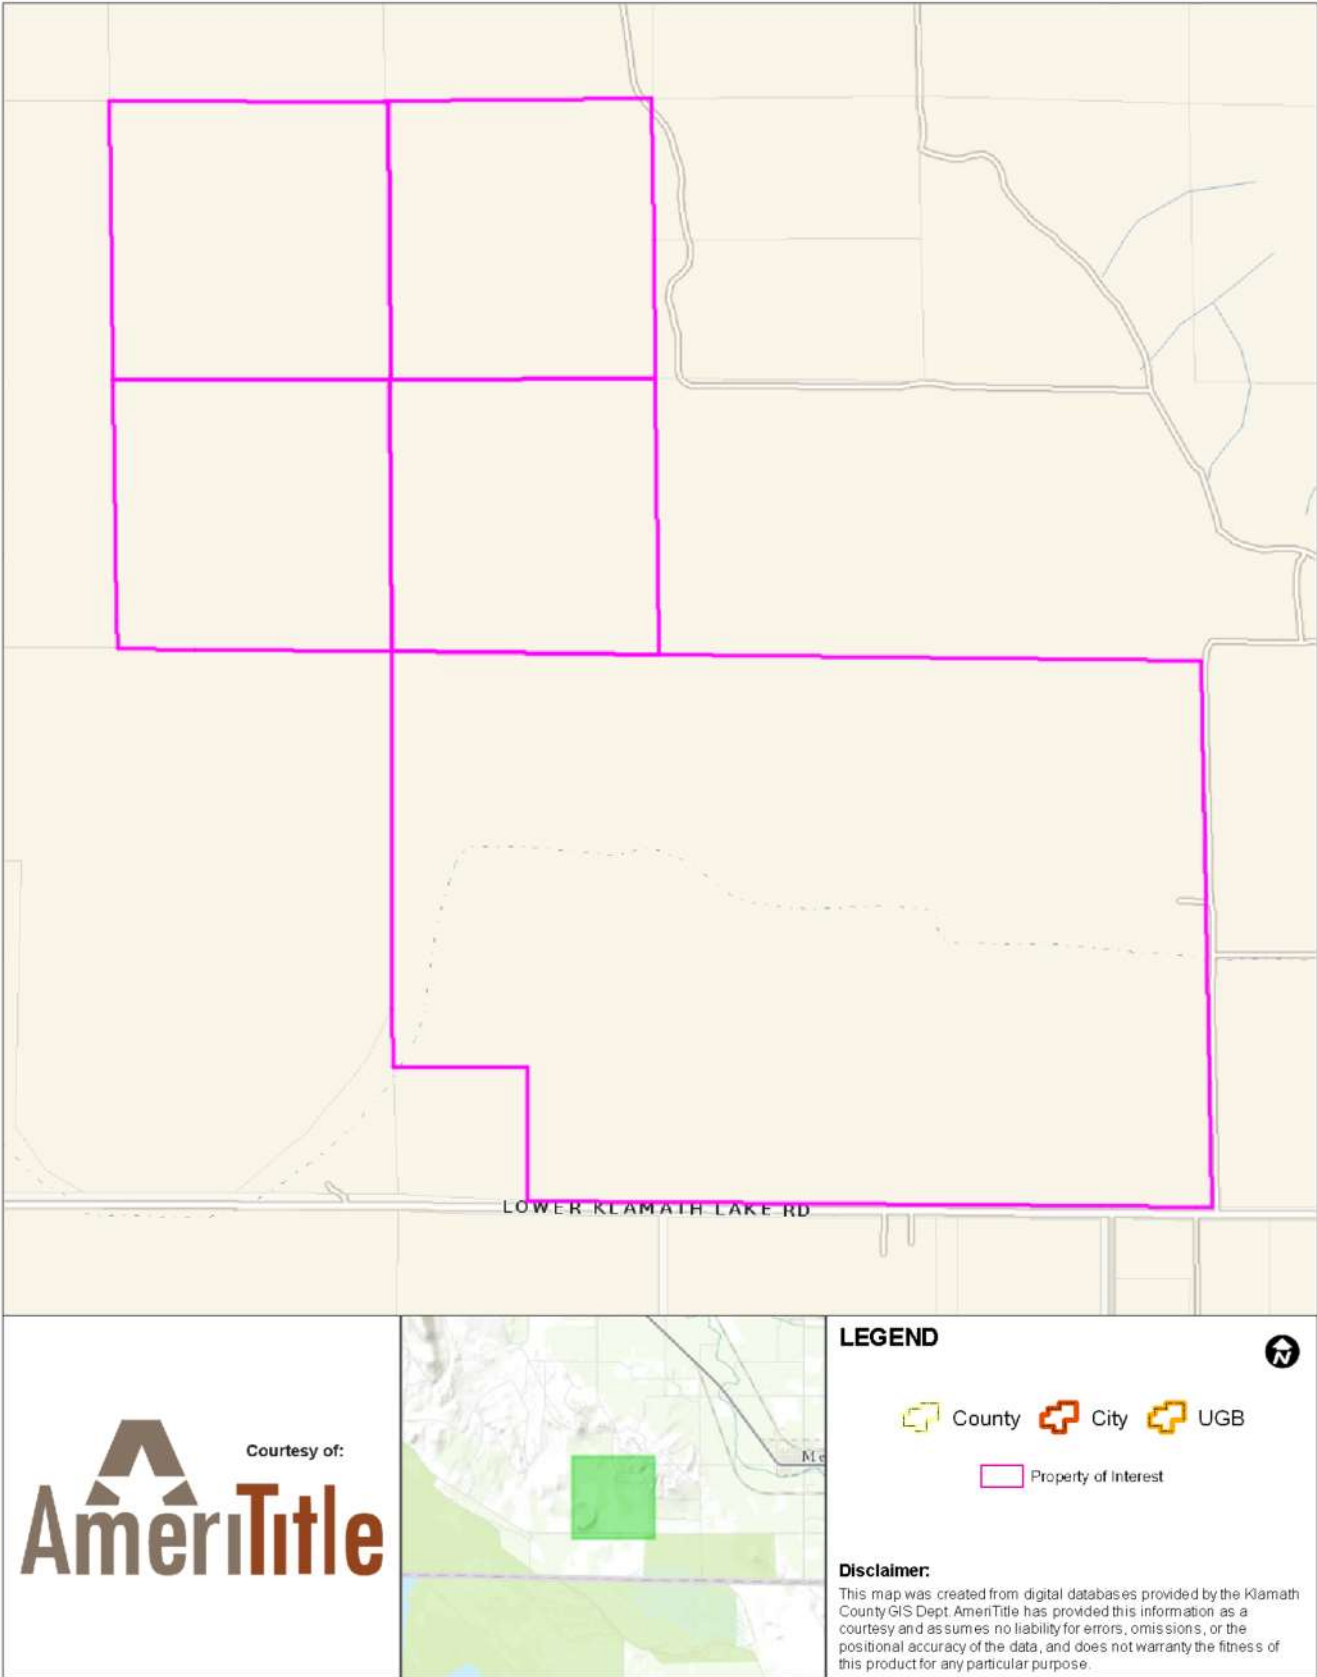 LOWER KLAMATH LAKE RD
Courtesy of:
AmeriTitle
Me
LEGEND
N
County City UGB
Property of Interest
Disclaimer:
This map was created from digital databases provided by the Klamath
County GIS Dept. AmeriTitle has provided this information as a
courtesy and assumes no liability for errors, omissions, or the
positional accuracy of the data, and does not warranty the fitness of
this product for any particular purpose.